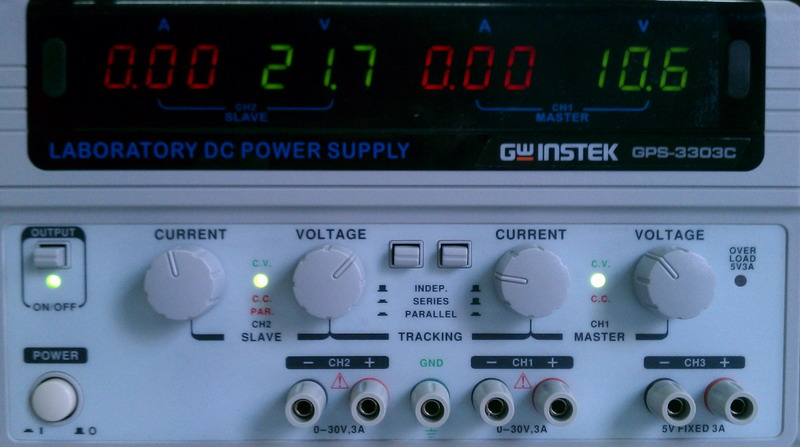 A V A V
0.00 21.7 0.00 10.6
CH2 CH1
SLAVE MASTER
LABORATORY DC POWER SUPPLY GWINSTEK GPS-3303C
OUTPUT
ON/OFF
CURRENT VOLTAGE CURRENT VOLTAGE
C.V. C.V.
C.C. C.C.
PAR.
OVER
LOAD
5V3A
INDEP.
SERIES
PARALLEL
CH2 CH1
SLAVE TRACKING MASTER
POWER
I O
− CH2 + GND − CH1 + − CH3 +
0−30V,3A 0−30V,3A 5V FIXED 3A